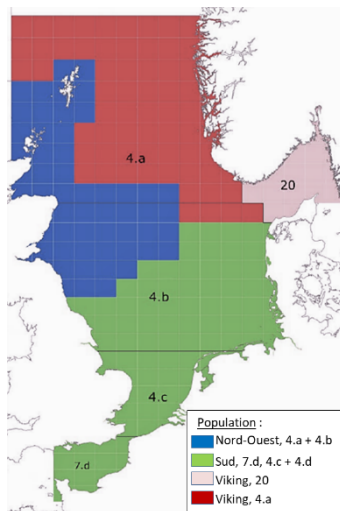 4.a
20
4.b
4.c
7.d
Population :
Nord-Ouest, 4.a + 4.b
Sud, 7.d, 4.c + 4.d
Viking, 20
Viking, 4.a